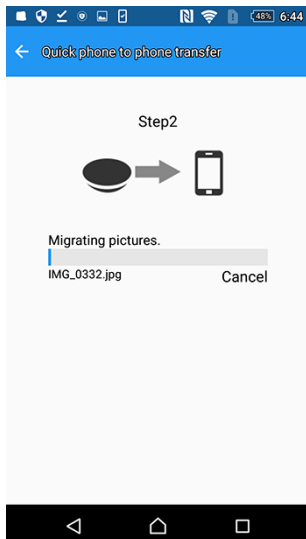 48% 6:44
Quick phone to phone transfer
Step2
Migrating pictures.
IMG_0332.jpg
Cancel